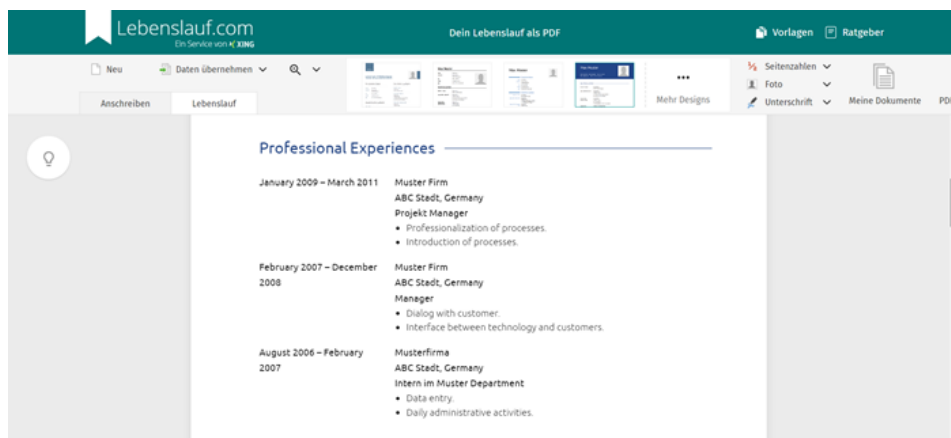 Lebenslauf.com
Ein Service von XING
Dein Lebenslauf als PDF
Vorlagen
Ratgeber
Neu
Daten übernehmen
Mehr Designs
Seitenzahlen
Foto
Unterschrift
Meine Dokumente
PD
Anschreiben
Lebenslauf
Professional Experiences
January 2009 – March 2011
Muster Firm
ABC Stadt, Germany
Projekt Manager
• Professionalization of processes.
• Introduction of processes.
February 2007 – December
2008
Muster Firm
ABC Stadt, Germany
Manager
• Dialog with customer.
• Interface between technology and customers.
August 2006 – February
2007
Musterfirma
ABC Stadt, Germany
Intern im Muster Department
• Data entry.
• Daily administrative activities.